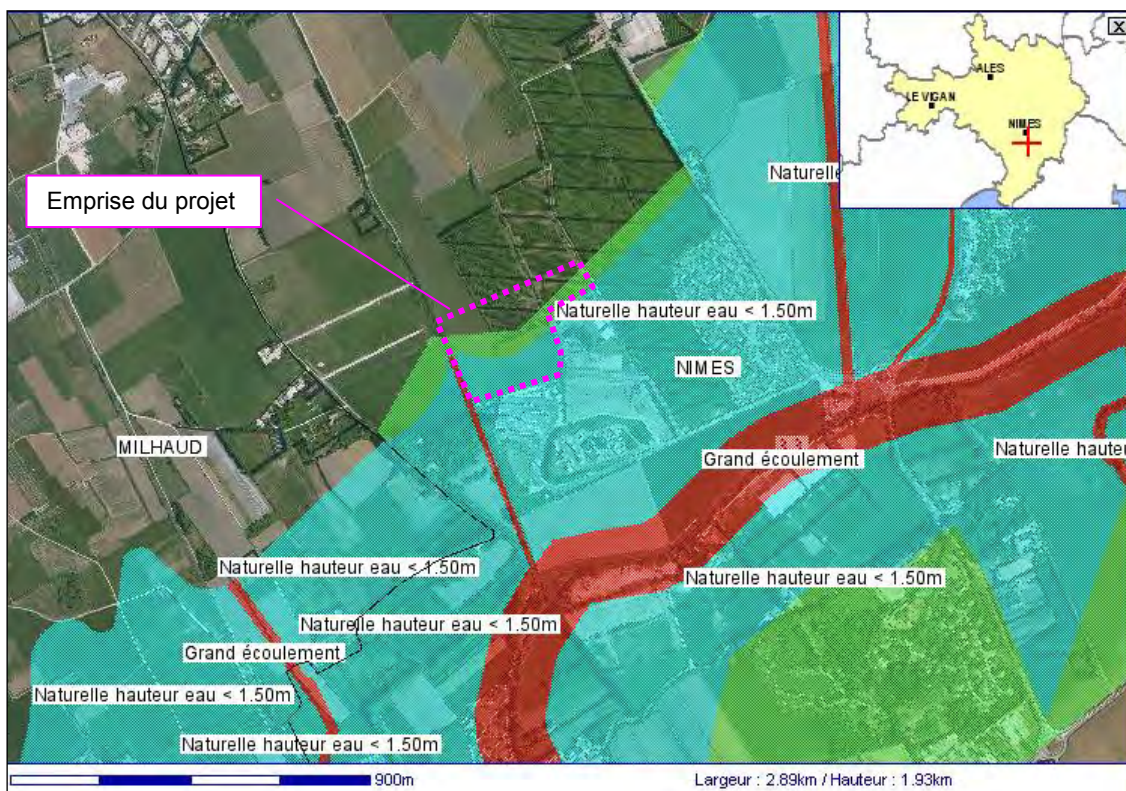 X
ALES
LE VIGAN
NIMES
Naturelle
Emprise du projet
Naturelle hauteur eau < 1.50m
NIMES
MILHAUD
Grand écoulement
Naturelle hauteur
Naturelle hauteur eau < 1.50m
Naturelle hauteur eau < 1.50m
Naturelle hauteur eau < 1.50m
Grand écoulement
Naturelle hauteur eau < 1.50m
Naturelle hauteur eau < 1.50m
900m
Largeur : 2.89km / Hauteur : 1.93km